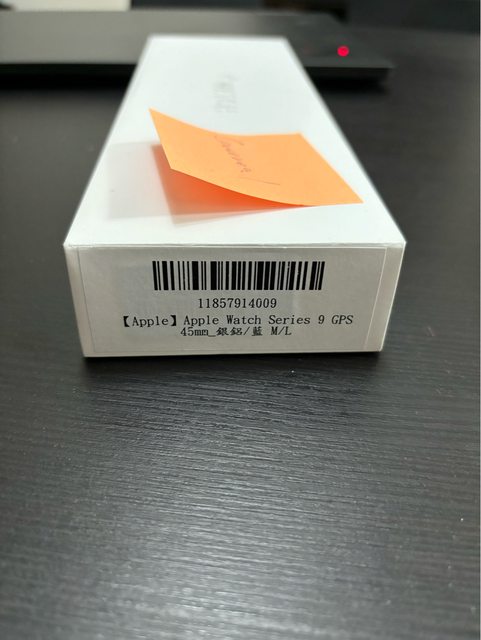 11857914009
【Apple】Apple Watch Series 9 GPS
45mm_銀鋁/藍 M/L